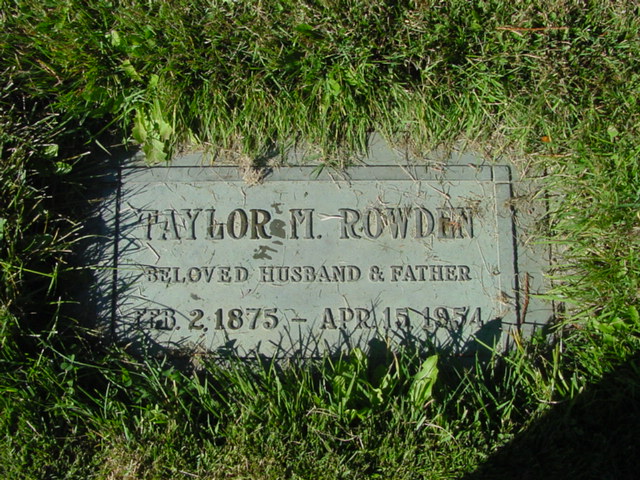 TAYLOR M. ROWDEN
BELOVED HUSBAND & FATHER
FEB. 2, 1875 – APR. 15, 1954